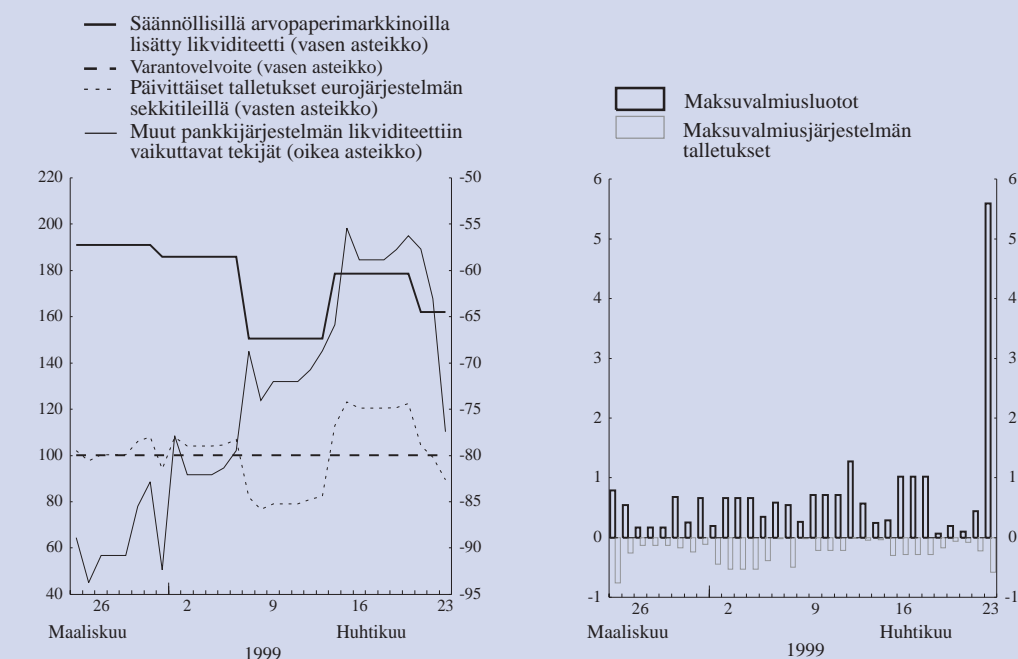 Säännöllisillä arvopaperimarkkinoilla
lisätty likviditeetti (vasen asteikko)
Varantovelvoite (vasen asteikko)
Päivittäiset talletukset eurojärjestelmän
sekkitileillä (vasten asteikko)
Muut pankkijärjestelmän likviditeettiin
vaikuttavat tekijät (oikea asteikko)
220 -50
200 -55
180 -60
160 -65
140 -70
120 -75
100 -80
80 -85
60 -90
40 -95
26 2 9 16 23
Maaliskuu Huhtikuu
1999
Maksuvalmiusluotot
Maksuvalmiusjärjestelmän
talletukset
6 6
5 5
4 4
3 3
2 2
1 1
0 0
-1 -1
26 2 9 16 23
Maaliskuu Huhtikuu
1999